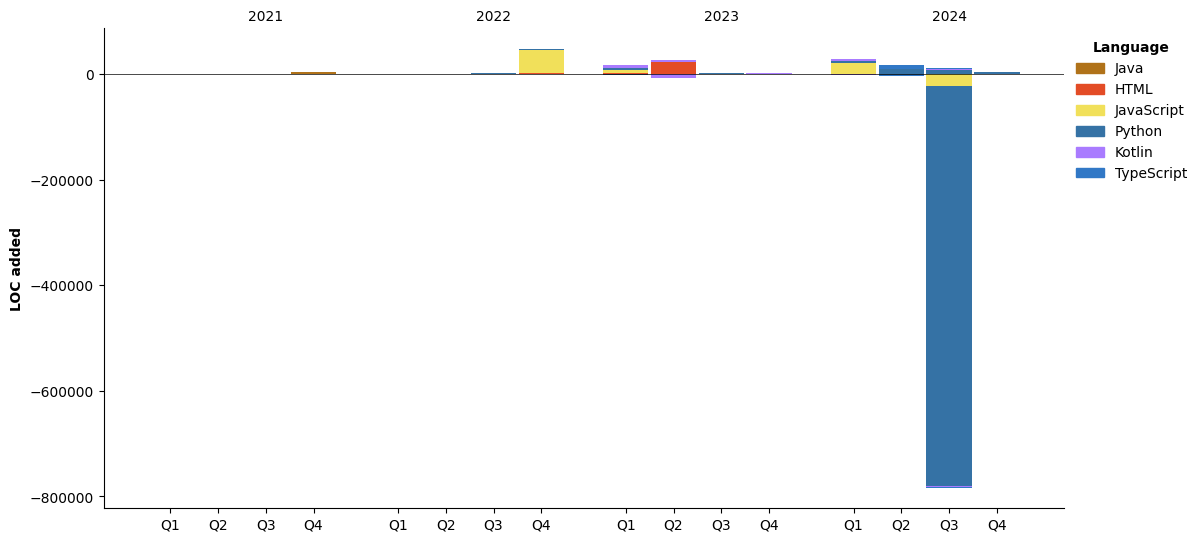 2021 2022 2023 2024
0
−200000
−400000
−600000
−800000
LOC added
Q1 Q2 Q3 Q4 Q1 Q2 Q3 Q4 Q1 Q2 Q3 Q4 Q1 Q2 Q3 Q4
Language
Java
HTML
JavaScript
Python
Kotlin
TypeScript